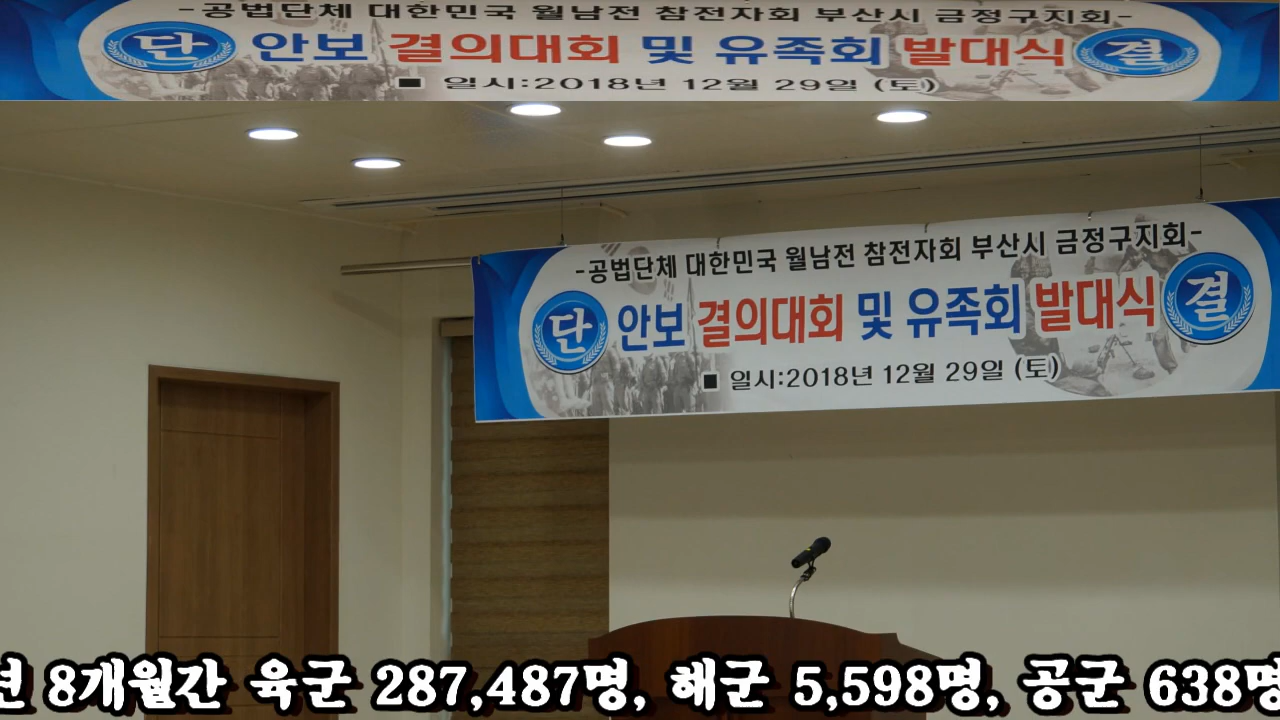 -공법단체 대한민국 월남전 참전자회 부산시 금정구지회-
단 안보 결의대회 및 유족회 발대식 결
■ 일시:2018년 12월 29일 (토)
-공법단체 대한민국 월남전 참전자회 부산시 금정구지회-
단 안보 결의대회 및 유족회 발대식 결
■ 일시:2018년 12월 29일 (토)
8개월간 육군 287,487명, 해군 5,598명, 공군 638명